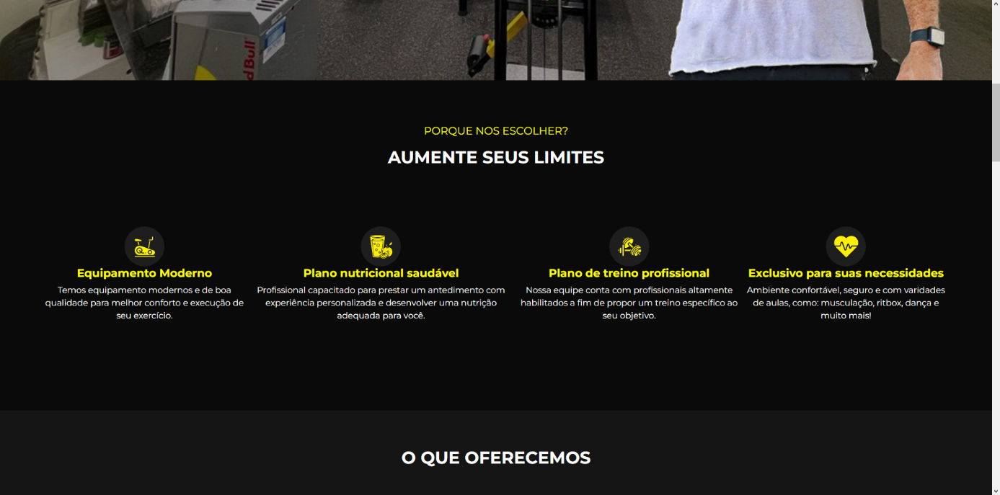 d Bull
PORQUE NOS ESCOLHER?
AUMENTE SEUS LIMITES
Equipamento Moderno
Temos equipamento modernos e de boa
qualidade para melhor conforto e execução de
seu exercício.
Plano nutricional saudável
Profissional capacitado para prestar um antedimento com
experiência personalizada e desenvolver uma nutrição
adequada para você.
Plano de treino profissional
Nossa equipe conta com profissionais altamente
habilitados a fim de propor um treino específico ao
seu objetivo.
Exclusivo para suas necessidades
Ambiente confortável, seguro e com varidades
de aulas, como: musculação, ritbox, dança e
muito mais!
O QUE OFERECEMOS